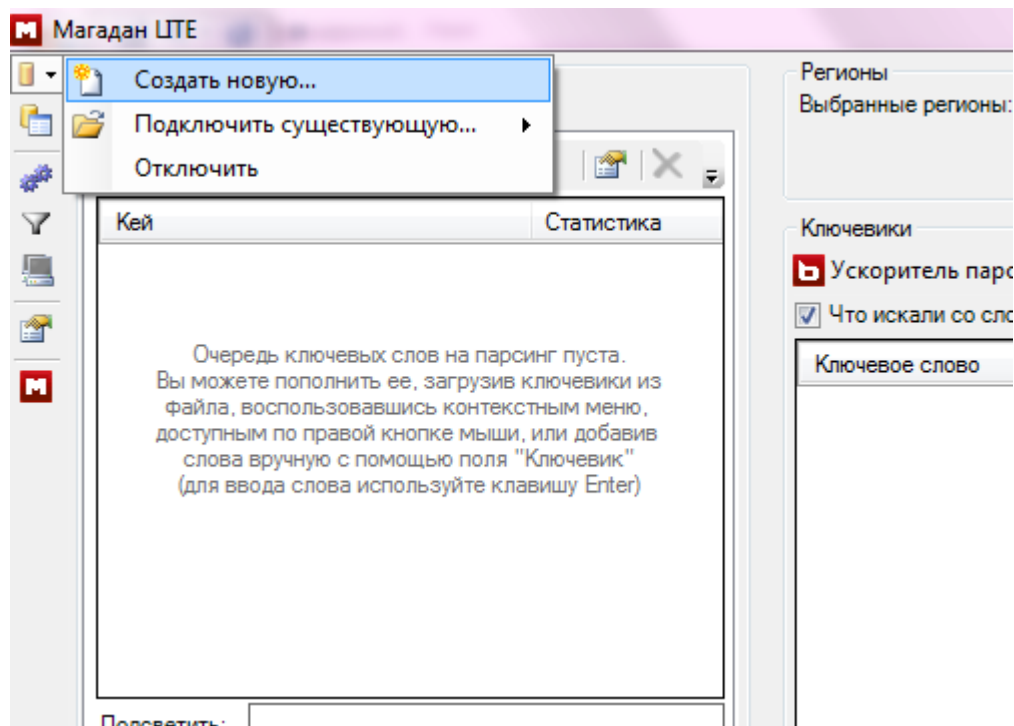 Магадан LITE
Создать новую...
Подключить существующую...
Отключить
Кей Статистика
Очередь ключевых слов на парсинг пуста.
Вы можете пополнить ее, загрузив ключевики из
файла, воспользовавшись контекстным меню,
доступным по правой кнопке мыши, или добавив
слова вручную с помощью поля "Ключевик"
(для ввода слова используйте клавишу Enter)
Подсветить:
Регионы
Выбранные регионы:
Ключевики
Ускоритель парс
Что искали со сло
Ключевое слово